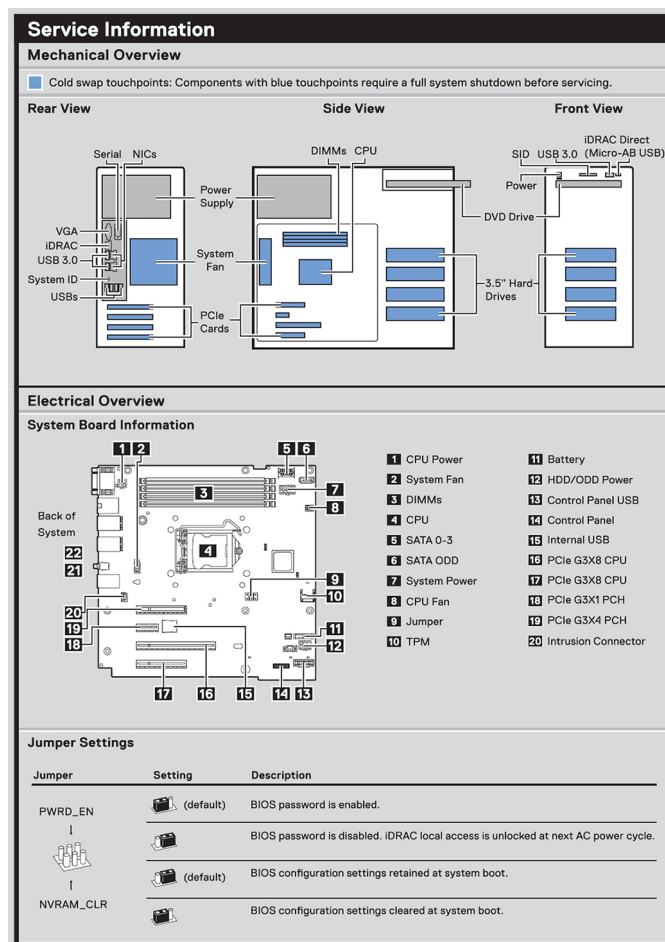 Service Information
Mechanical Overview
Cold swap touchpoints: Components with blue touchpoints require a full system shutdown before servicing.
Rear View
Side View
Front View
Serial
NICs
VGA
iDRAC
USB 3.0
System ID
USBs
Power
Supply
System
Fan
PCIe
Cards
DIMMs
CPU
DVD Drive
3.5" Hard
Drives
SID
USB 3.0
iDRAC Direct
(Micro-AB USB)
Power
Electrical Overview
System Board Information
Back of
System
1
2
3
4
5
6
7
8
9
10
11
12
13
14
15
16
17
18
19
20
21
22
1 CPU Power
2 System Fan
3 DIMMs
4 CPU
5 SATA 0-3
6 SATA ODD
7 System Power
8 CPU Fan
9 Jumper
10 TPM
11 Battery
12 HDD/ODD Power
13 Control Panel USB
14 Control Panel
15 Internal USB
16 PCIe G3X8 CPU
17 PCIe G3X8 CPU
18 PCIe G3X1 PCH
19 PCIe G3X4 PCH
20 Intrusion Connector
Jumper Settings
Jumper Setting Description
PWRD_EN
(default) BIOS password is enabled.
BIOS password is disabled. iDRAC local access is unlocked at next AC power cycle.
(default) BIOS configuration settings retained at system boot.
NVRAM_CLR
BIOS configuration settings cleared at system boot.